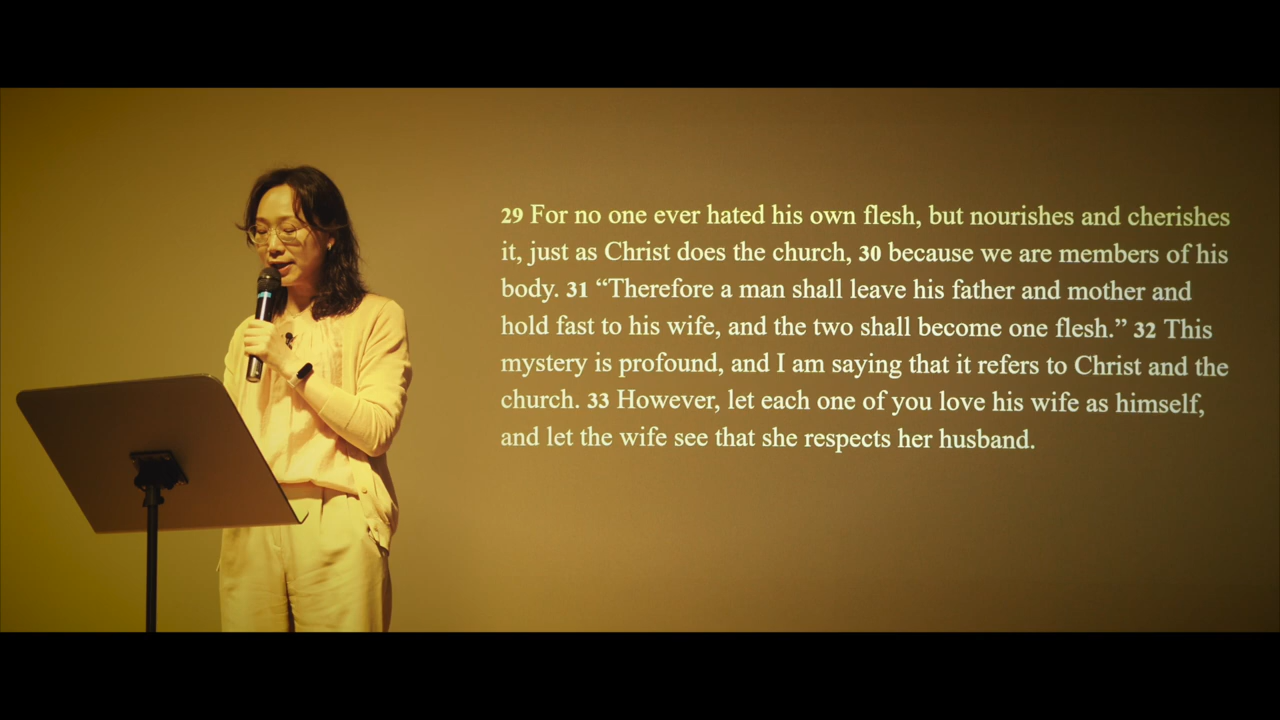 29 For no one ever hated his own flesh, but nourishes and cherishes
it, just as Christ does the church, 30 because we are members of his
body. 31 “Therefore a man shall leave his father and mother and
hold fast to his wife, and the two shall become one flesh.” 32 This
mystery is profound, and I am saying that it refers to Christ and the
church. 33 However, let each one of you love his wife as himself,
and let the wife see that she respects her husband.